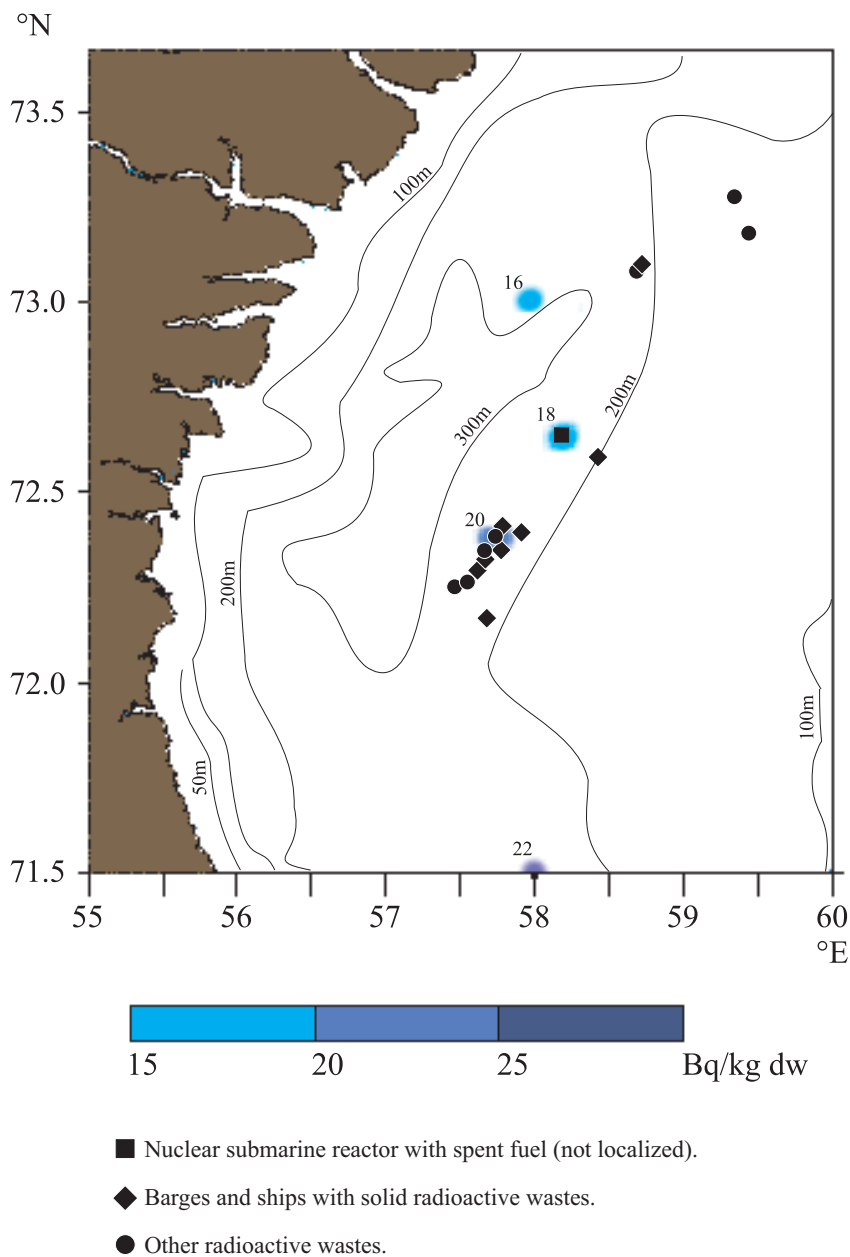 °N
73.5
100m
16
73.0
200m
300m
18
72.5
20
200m
72.0
100m
50m
22
71.5
55 56 57 58 59 60
°E
15 20 25 Bq/kg dw
Nuclear submarine reactor with spent fuel (not localized).
Barges and ships with solid radioactive wastes.
Other radioactive wastes.